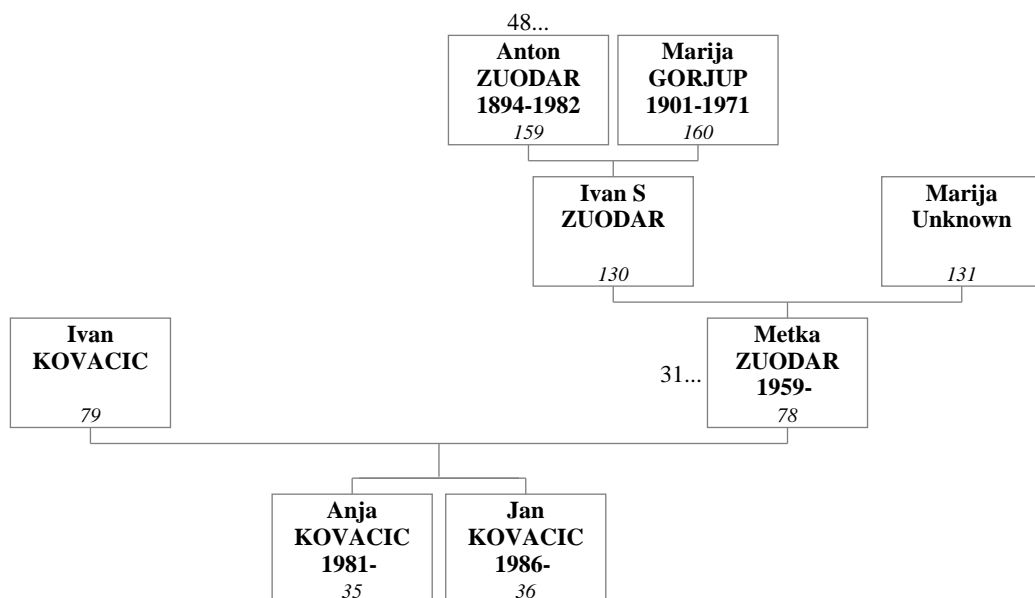 48...
Anton
ZUODAR
1894-1982
159
Marija
GORJUP
1901-1971
160
Ivan S
ZUODAR
130
Marija
Unknown
131
Ivan
KOVACIC
79
31...
Metka
ZUODAR
1959-
78
Anja
KOVACIC
1981-
35
Jan
KOVACIC
1986-
36